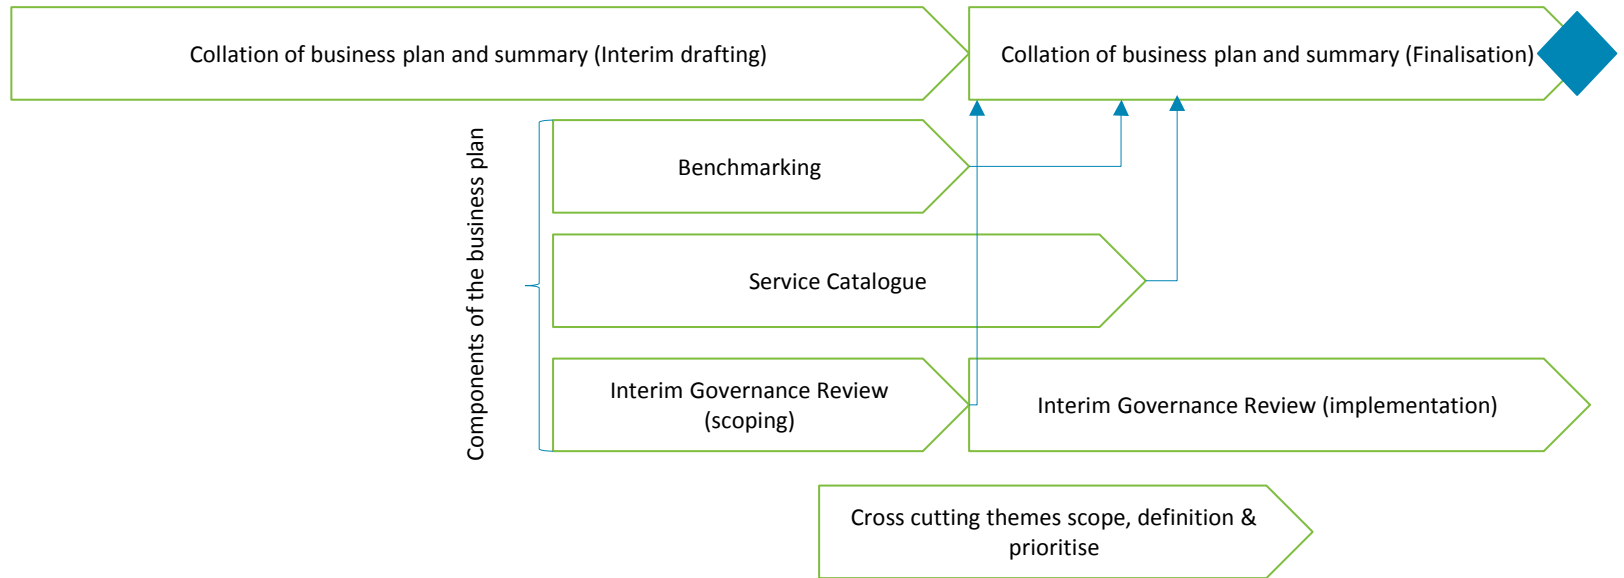 Collation of business plan and summary (Interim drafting)
Collation of business plan and summary (Finalisation)
Components of the business plan
Benchmarking
Service Catalogue
Interim Governance Review
(scoping)
Interim Governance Review (implementation)
Cross cutting themes scope, definition &
prioritise